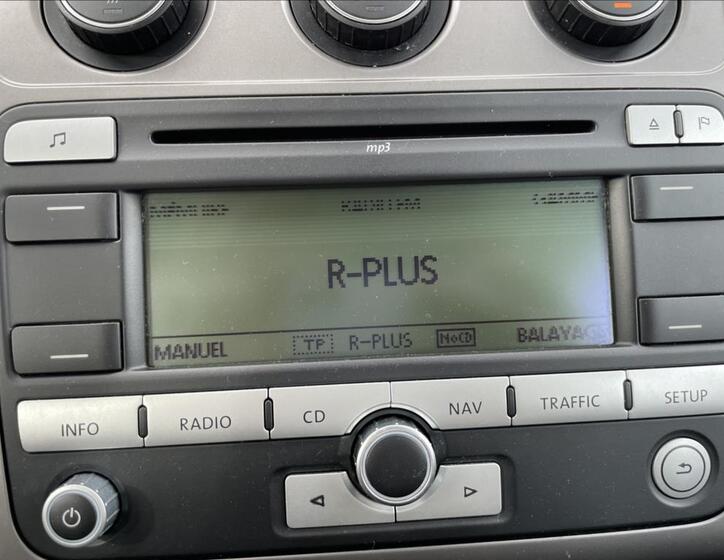 mp3
R-PLUS
MANUEL TP R-PLUS NoCD BALAYAGE
INFO RADIO CD NAV TRAFFIC SETUP